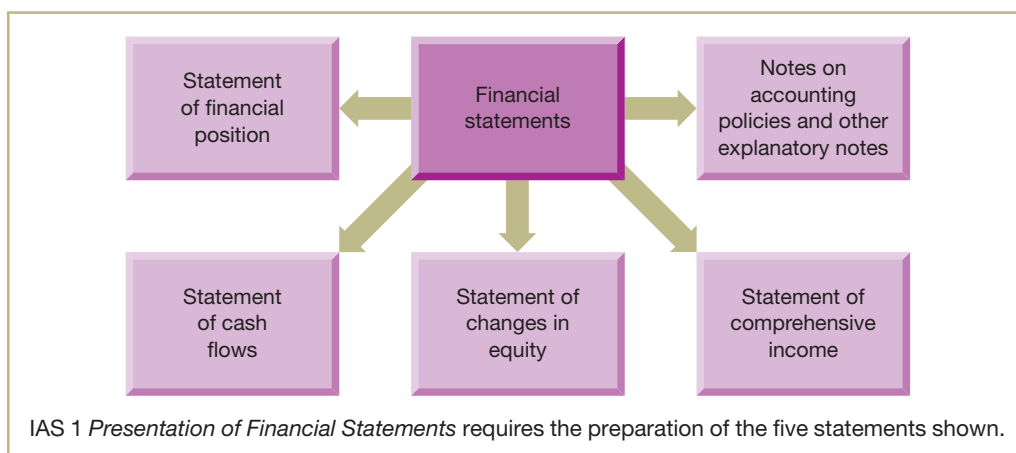 Statement
of financial
position
Financial
statements
Notes on
accounting
policies and other
explanatory notes
Statement
of cash
flows
Statement of
changes in
equity
Statement of
comprehensive
income
IAS 1 Presentation of Financial Statements requires the preparation of the five statements shown.